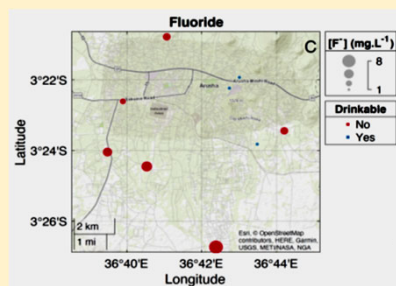 Fluoride
C
[F⁻] (mg.L⁻¹)
8
1
Drinkable
No
Yes
3°22'S
3°24'S
3°26'S
Latitude
Arusha
2 km
1 mi
Esri, © OpenStreetMap
contributors, HERE, Garmin,
USGS, METI/NASA, NGA
36°40'E
36°42'E
36°44'E
Longitude